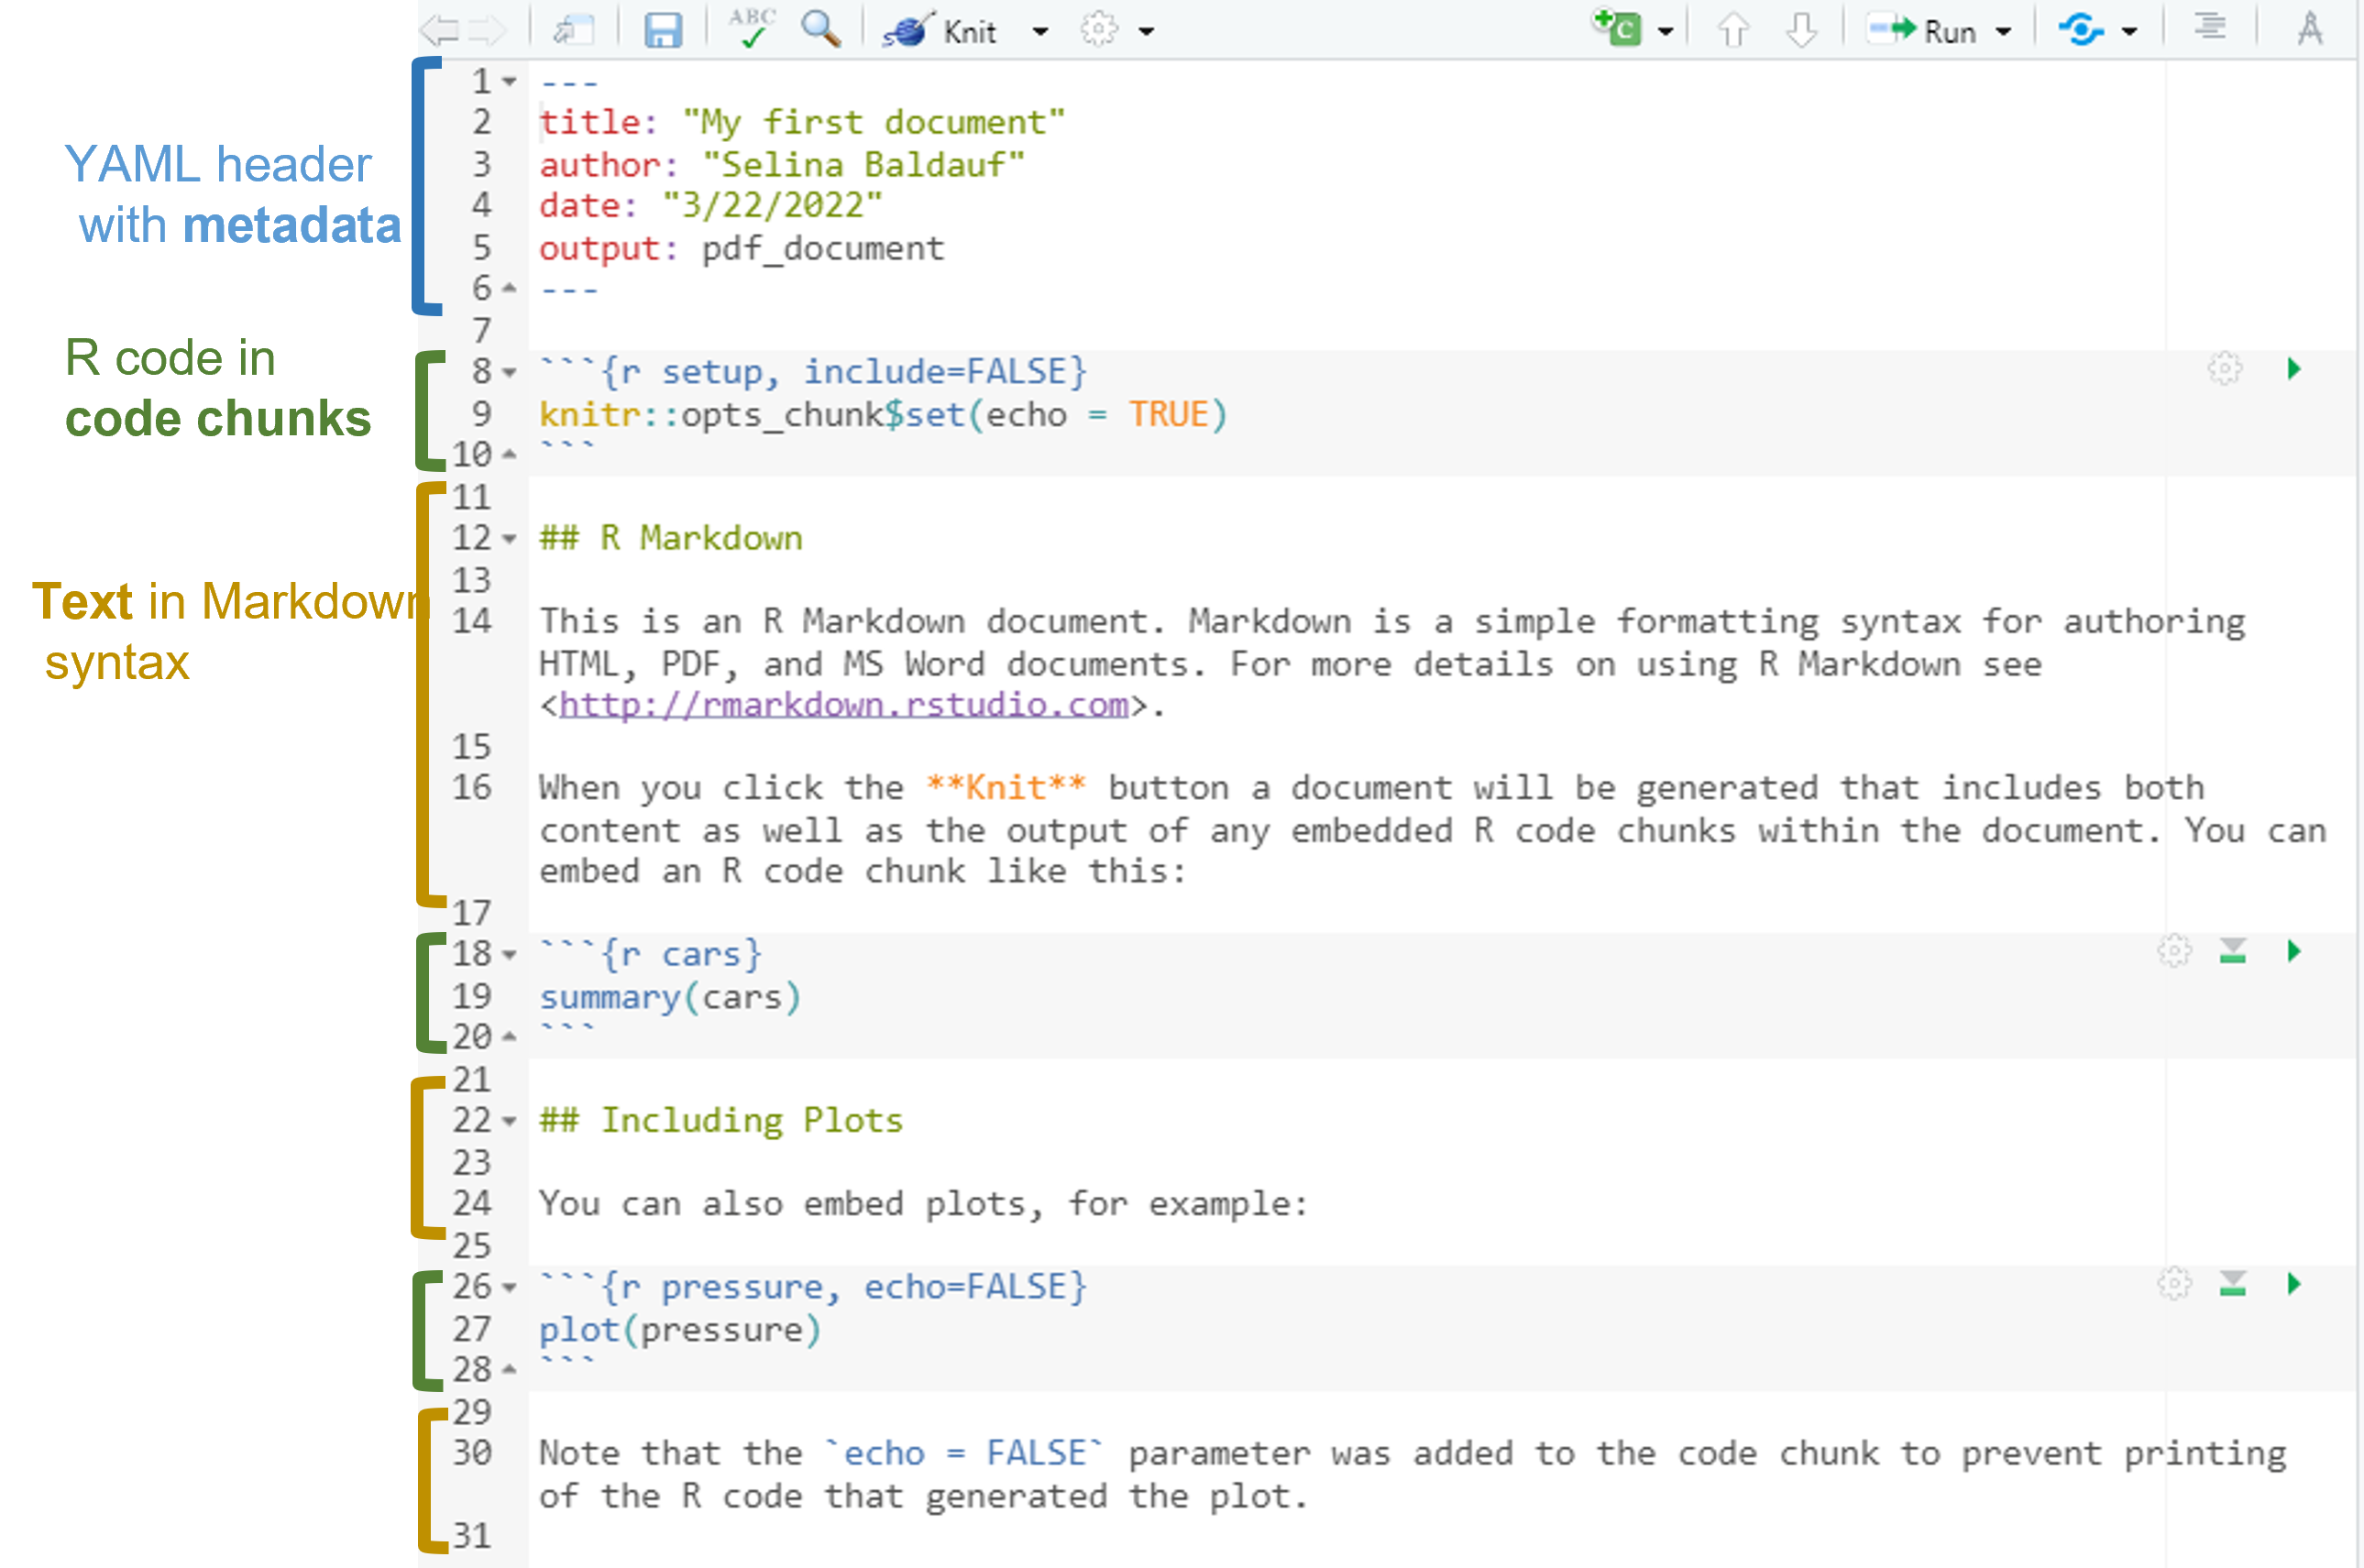 ABC Knit Run
1 ---
2 title: "My first document"
YAML header
3 author: "Selina Baldauf"
with metadata
4 date: "3/22/2022"
5 output: pdf_document
6 ---
7
R code in
8 ```{r setup, include=FALSE}
code chunks
9 knitr::opts_chunk$set(echo = TRUE)
10 ```
11
12 ## R Markdown
13
Text in Markdown
14 This is an R Markdown document. Markdown is a simple formatting syntax for authoring
syntax
HTML, PDF, and MS Word documents. For more details on using R Markdown see
<http://rmarkdown.rstudio.com>.
15
16 When you click the **Knit** button a document will be generated that includes both
content as well as the output of any embedded R code chunks within the document. You can
embed an R code chunk like this:
17
18 ```{r cars}
19 summary(cars)
20 ```
21
22 ## Including Plots
23
24 You can also embed plots, for example:
25
26 ```{r pressure, echo=FALSE}
27 plot(pressure)
28 ```
29
30 Note that the `echo = FALSE` parameter was added to the code chunk to prevent printing
of the R code that generated the plot.
31